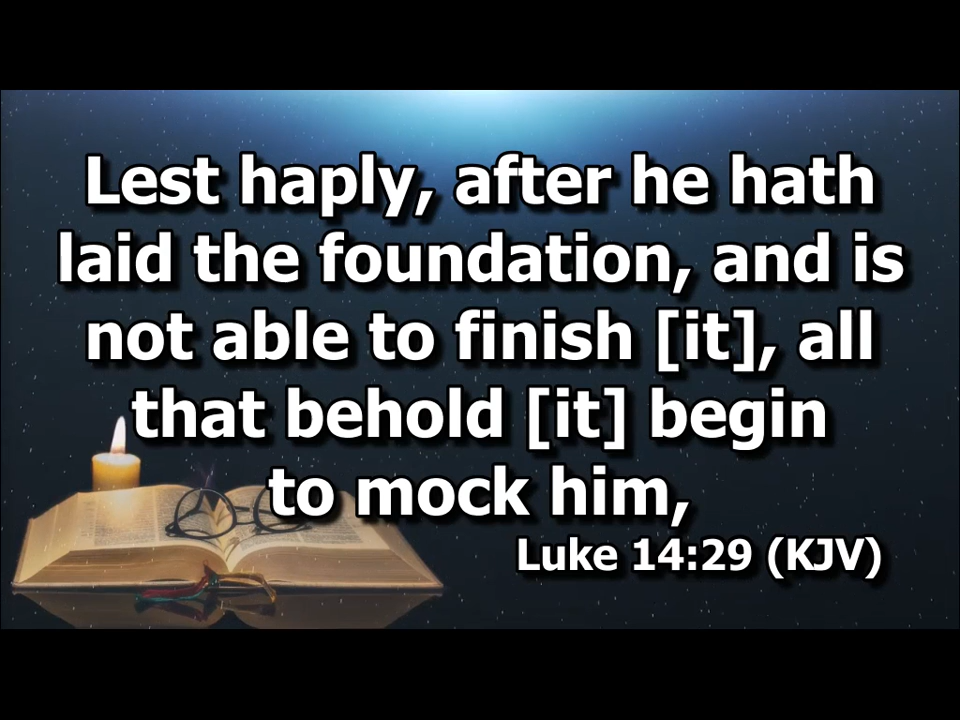 Lest haply, after he hath
laid the foundation, and is
not able to finish [it], all
that behold [it] begin
to mock him,
Luke 14:29 (KJV)